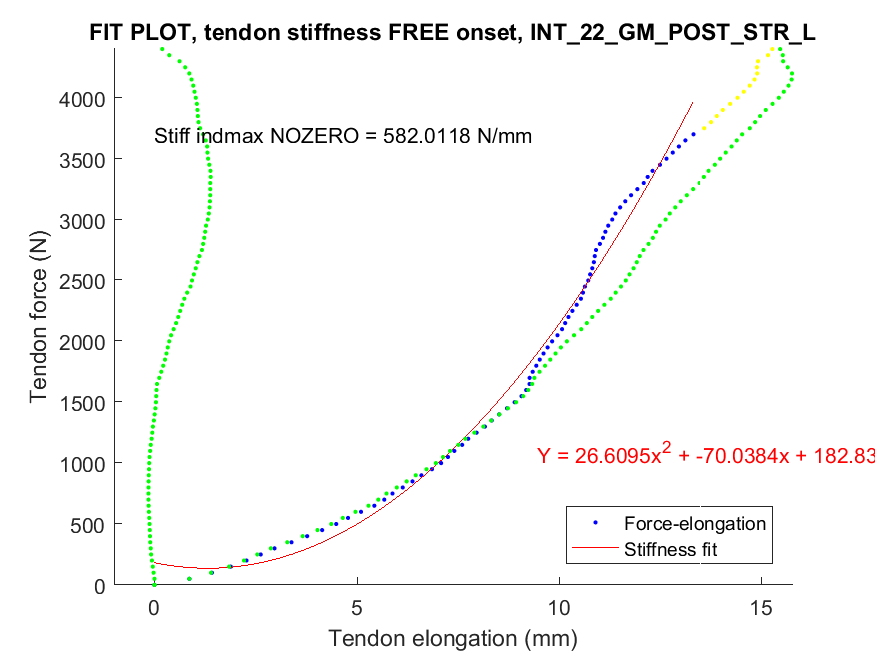 FIT PLOT, tendon stiffness FREE onset, INT_22_GM_POST_STR_L
Stiff indmax NOZERO = 582.0118 N/mm
Tendon force (N)
4000
3500
3000
2500
2000
1500
1000
500
0
Y = 26.6095x² + -70.0384x + 182.83
Force-elongation
Stiffness fit
0 5 10 15
Tendon elongation (mm)